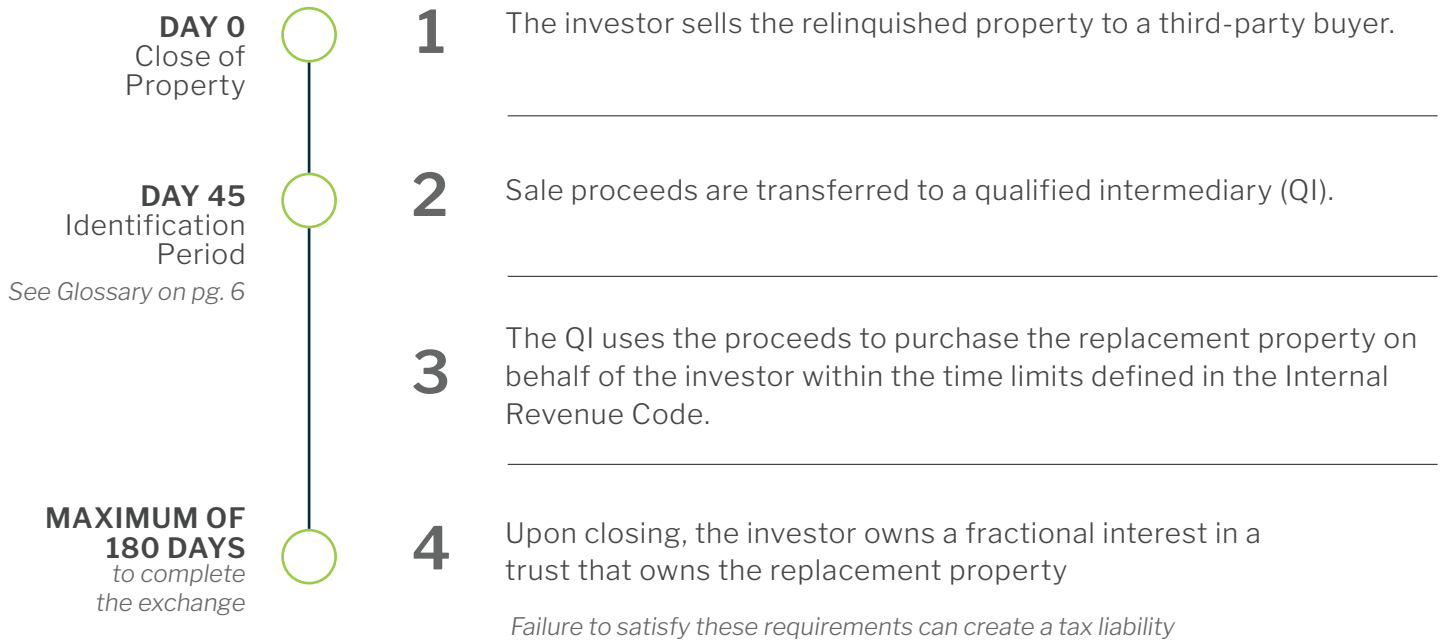 DAY 0
Close of
Property
1
The investor sells the relinquished property to a third-party buyer.
DAY 45
Identification
Period
See Glossary on pg. 6
2
Sale proceeds are transferred to a qualified intermediary (QI).
3
The QI uses the proceeds to purchase the replacement property on
behalf of the investor within the time limits defined in the Internal
Revenue Code.
MAXIMUM OF
180 DAYS
to complete
the exchange
4
Upon closing, the investor owns a fractional interest in a
trust that owns the replacement property
Failure to satisfy these requirements can create a tax liability